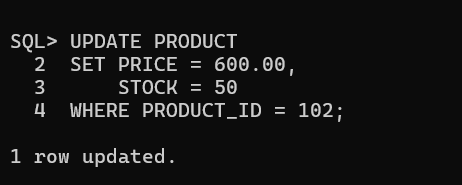 SQL> UPDATE PRODUCT
  2  SET PRICE = 600.00,
  3      STOCK = 50
  4  WHERE PRODUCT_ID = 102;
1 row updated.